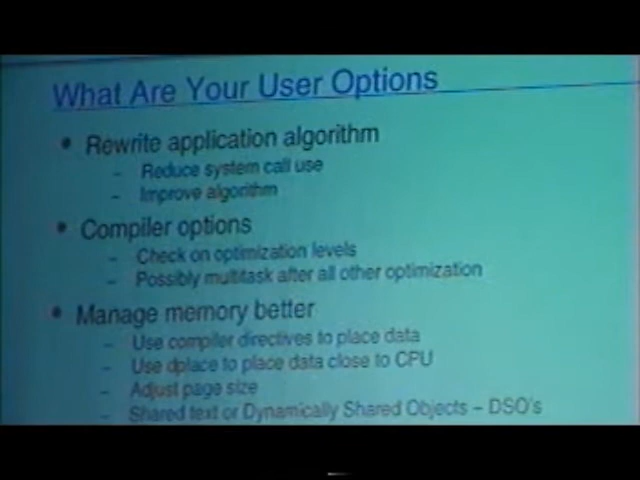 What Are Your User Options
• Rewrite application algorithm
– Reduce system call use
– Improve algorithm
• Compiler options
– Check on optimization levels
– Possibly multitask after all other optimization
• Manage memory better
– Use compiler directives to place data
– Use dplace to place data close to CPU
– Adjust page size
– Shared text or Dynamically Shared Objects – DSO's